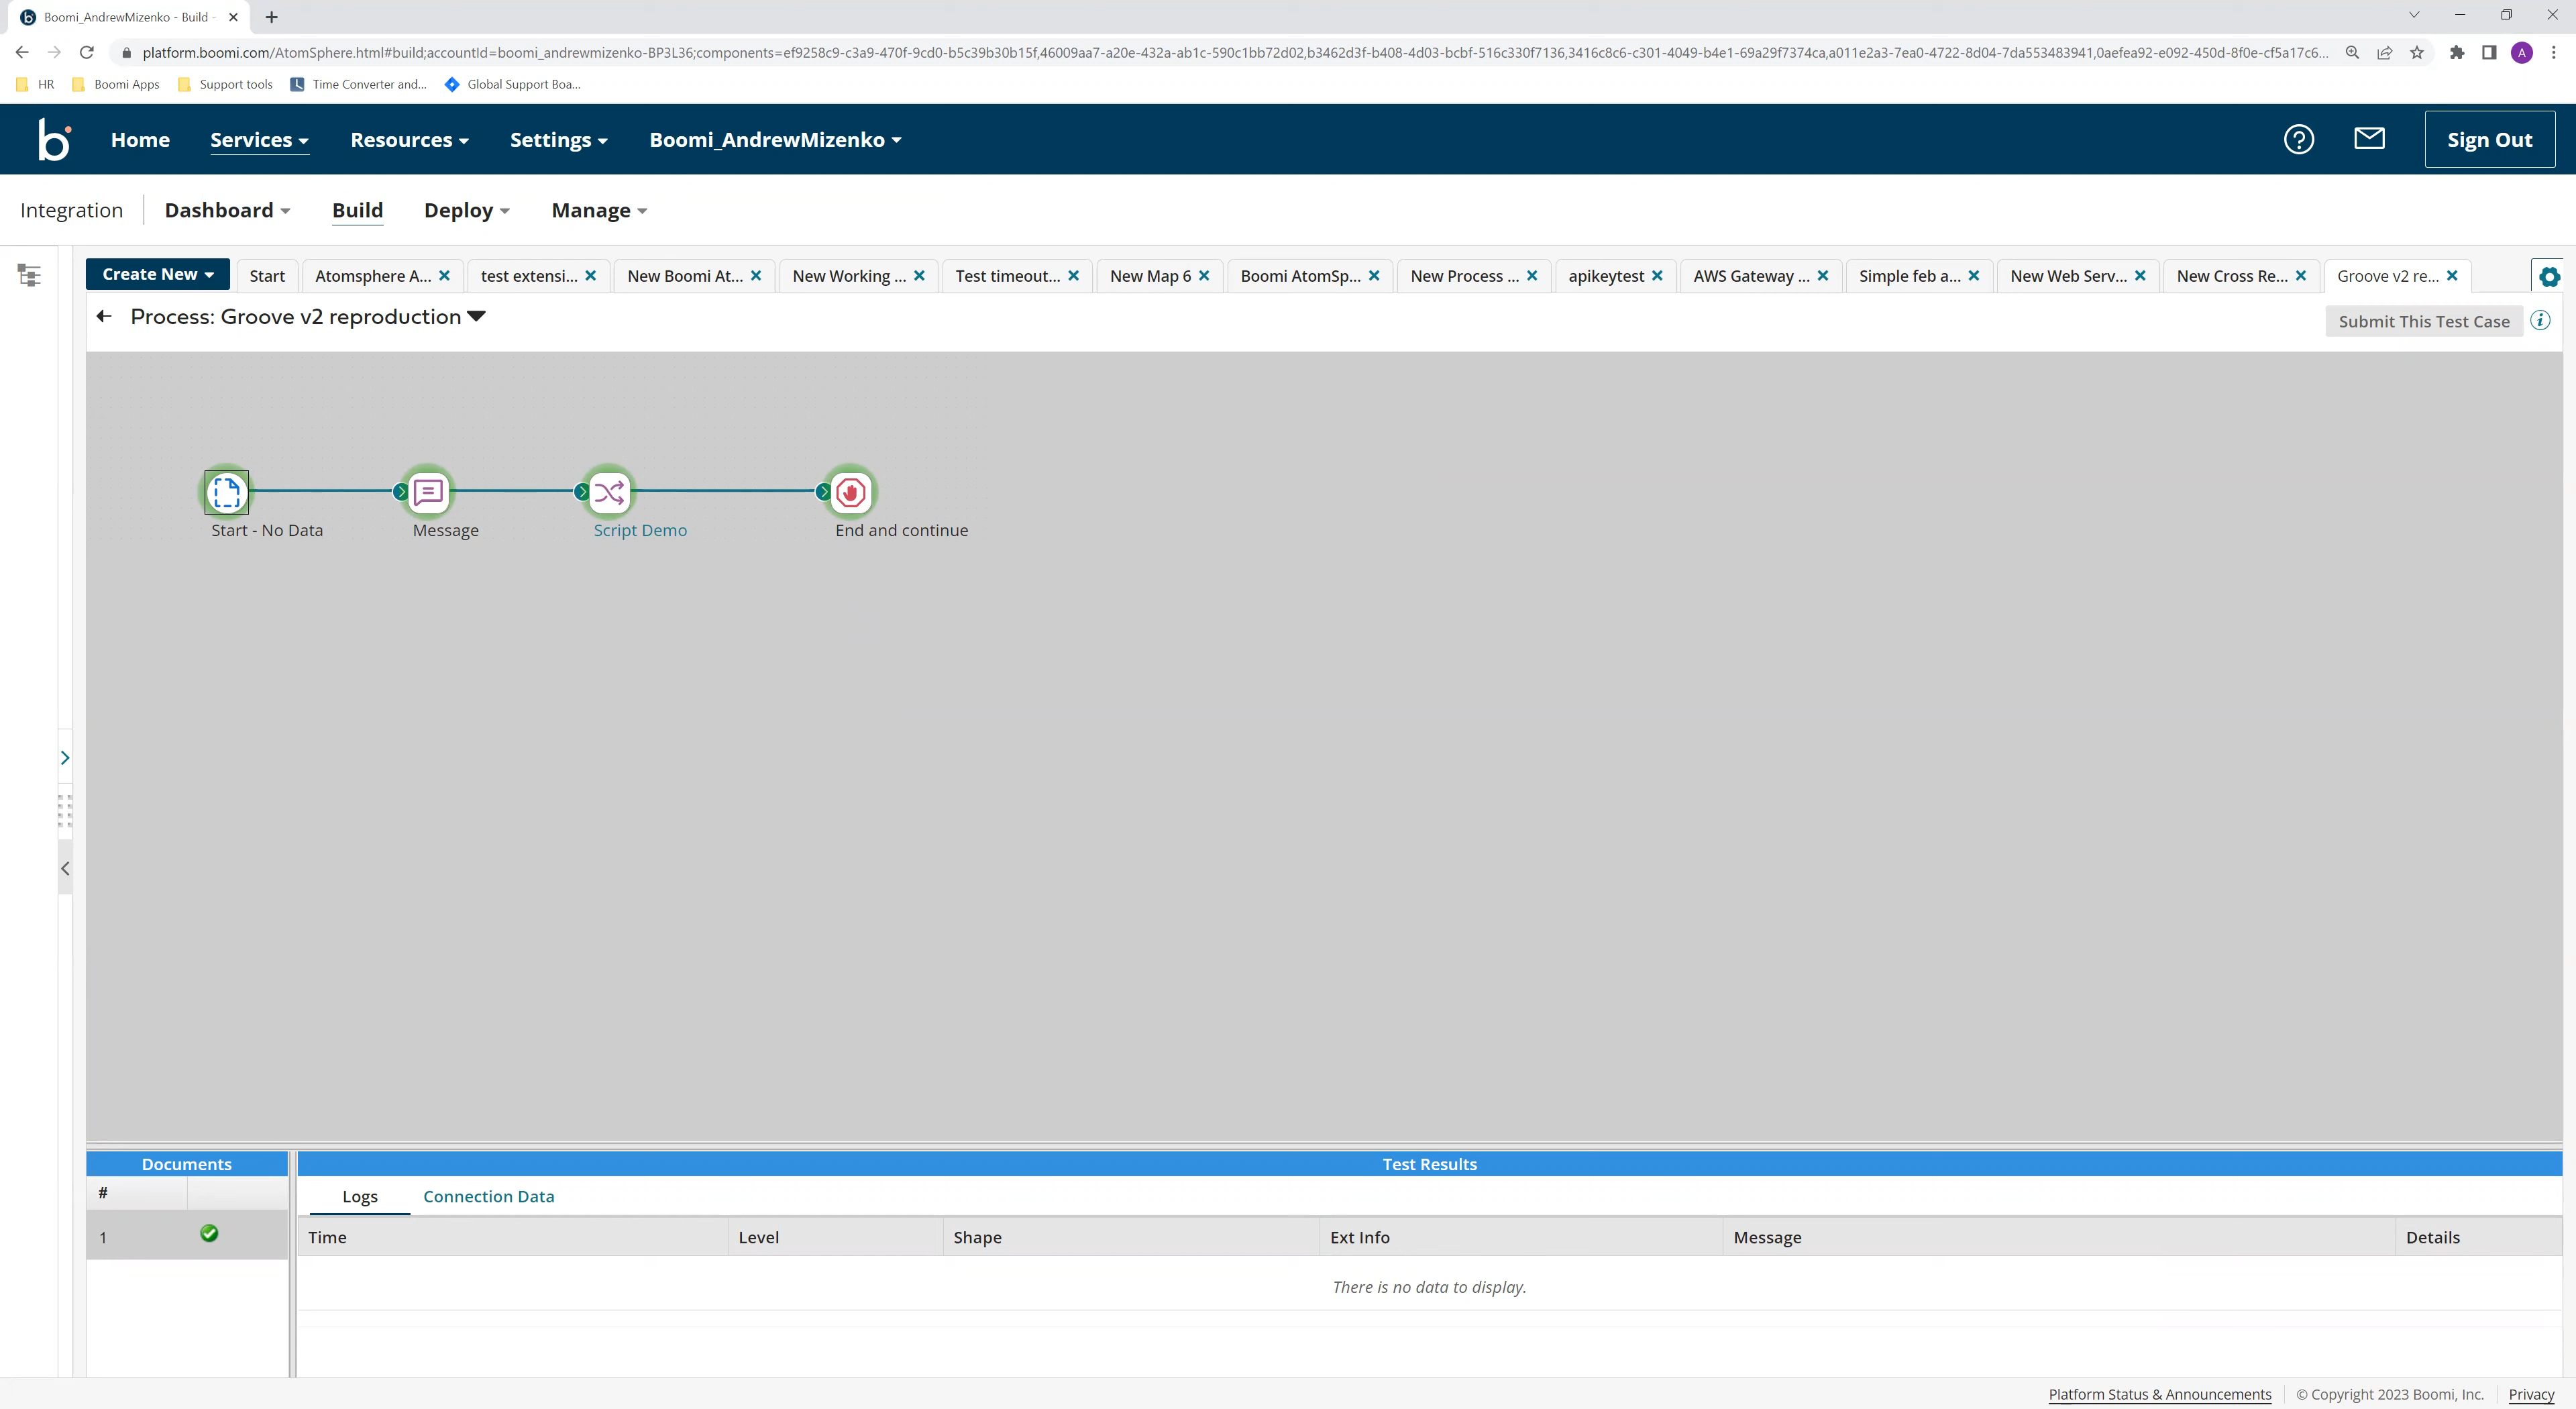 Boomi_AndrewMizenko - Build -
platform.boomi.com/AtomSphere.html#build;accountId=boomi_andrewmizenko-BP3L36;components=ef9258c9-c3a9-470f-9cd0-b5c39b30b15f,46009aa7-a20e-432a-ab1c-590c1bb72d02,b3462d3f-b408-4d03-bcbf-516c330f7136,3416c8c6-c301-4049-b4e1-69a29f7374ca,a011e2a3-7ea0-4722-8d04-7da553483941,0aefea92-e092-450d-8f0e-cf5a17c6...
A
HR Boomi Apps Support tools Time Converter and... Global Support Boa...
b Home Services Resources Settings Boomi_AndrewMizenko Sign Out
Integration Dashboard Build Deploy Manage
Create New Start Atomsphere A... test extensi... New Boomi At... New Working ... Test timeout... New Map 6 Boomi AtomSp... New Process ... apikeytest AWS Gateway ... Simple feb a... New Web Serv... New Cross Re... Groove v2 re...
Process: Groove v2 reproduction Submit This Test Case
Start - No Data Message Script Demo End and continue
Documents Test Results
# Logs Connection Data
1 Time Level Shape Ext Info Message Details
There is no data to display.
Platform Status & Announcements © Copyright 2023 Boomi, Inc. Privacy